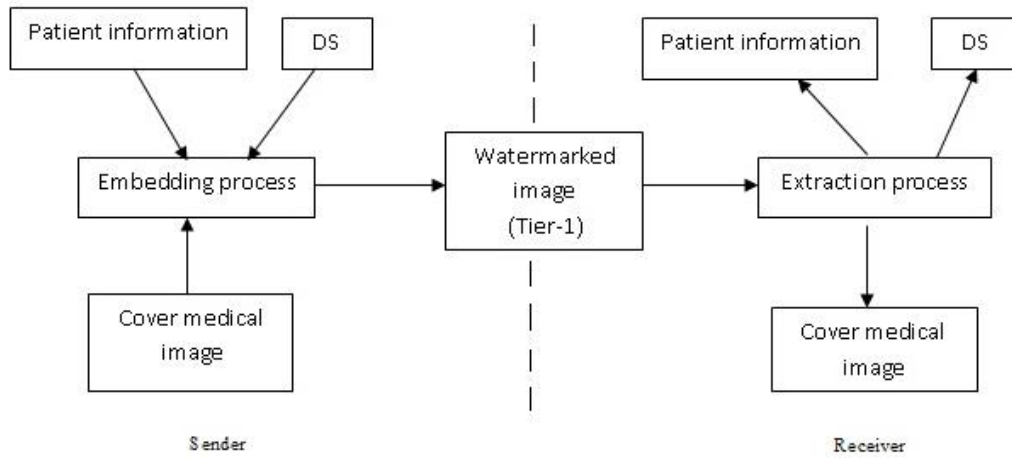 Patient information
DS
Patient information
DS
Embedding process
Watermarked
image
(Tier-1)
Extraction process
Cover medical
image
Cover medical
image
Sender
Receiver